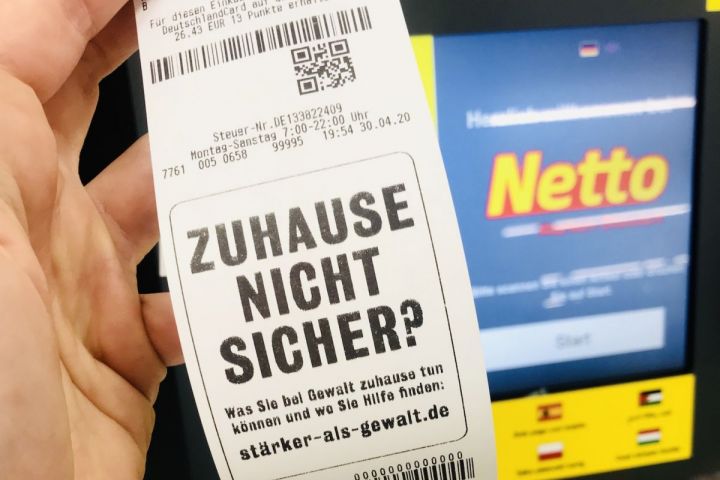 Für diesen Einkauf
DeutschlandCard
26.43 EUR 13 Punkte
Steuer-Nr.DE133822409
Montag-Samstag 7:00-22:00 Uhr
7761 005 0658 99995 19:54 30.04.20
ZUHAUSE
NICHT
SICHER?
Was Sie bei Gewalt zuhause tun
können und wo Sie Hilfe finden:
stärker-als-gewalt.de
Netto
Start